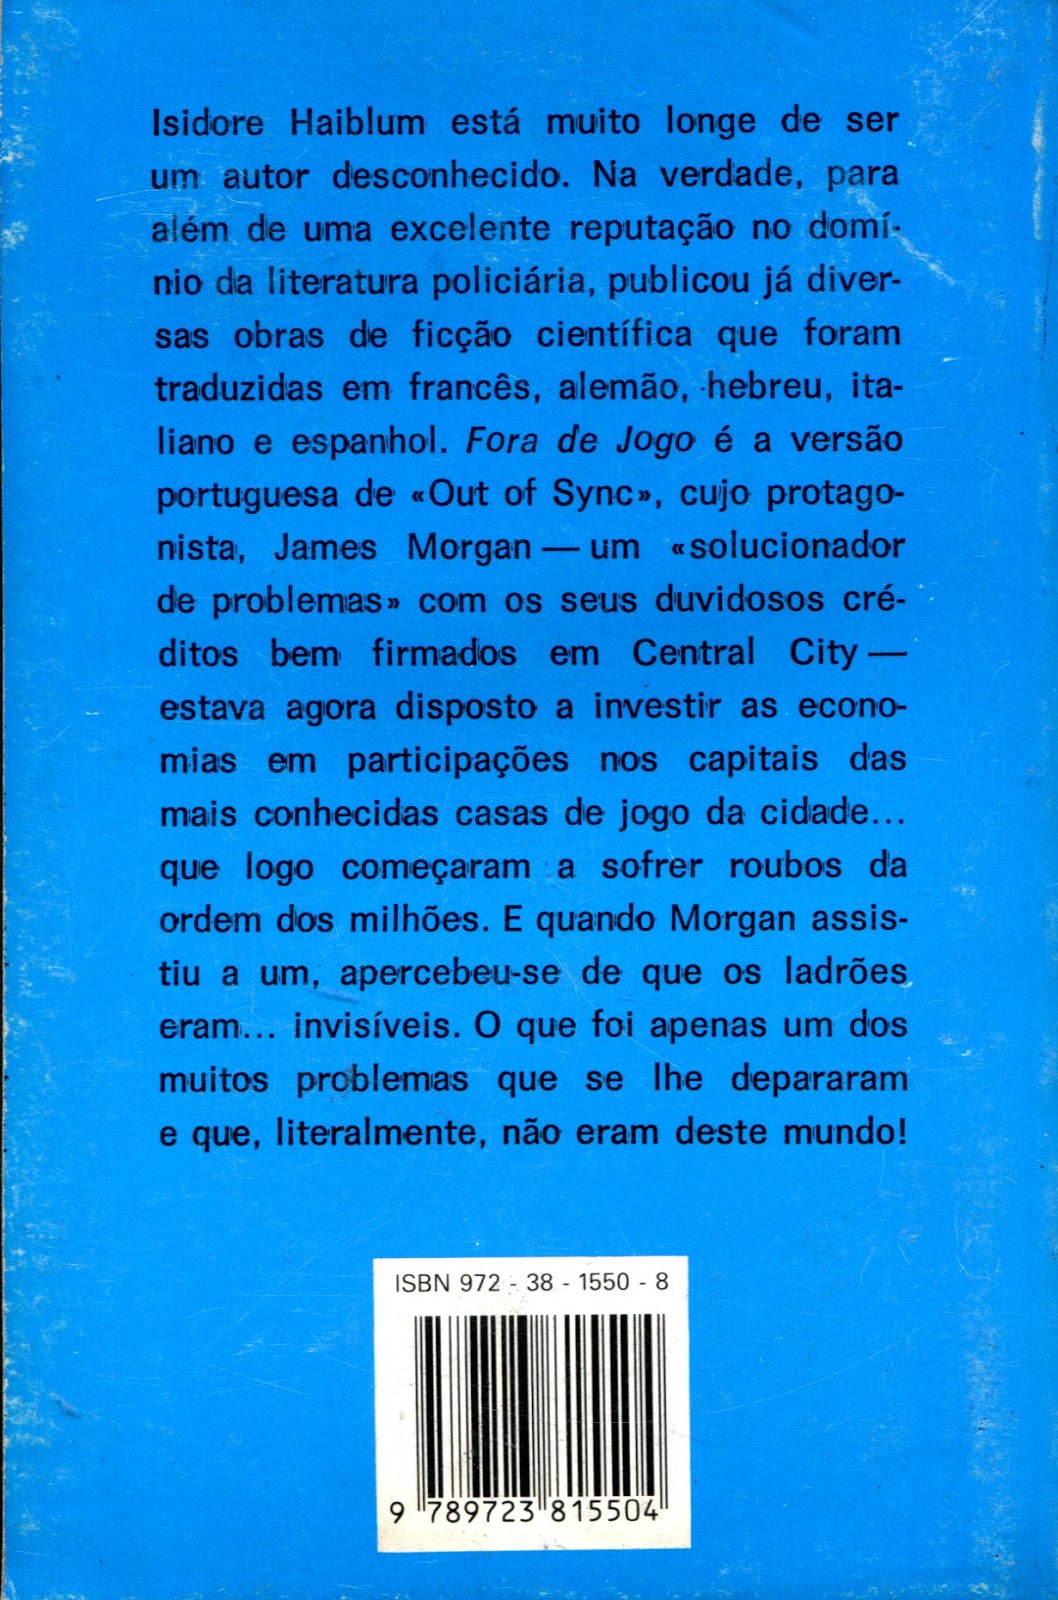 Isidore Haiblum está muito longe de ser
um autor desconhecido. Na verdade, para
além de uma excelente reputação no domí-
nio da literatura policiária, publicou já diver-
sas obras de ficção científica que foram
traduzidas em francês, alemão, hebreu, ita-
liano e espanhol. Fora de Jogo é a versão
portuguesa de «Out of Sync», cujo protago-
nista, James Morgan — um «solucionador
de problemas» com os seus duvidosos cré-
ditos bem firmados em Central City —
estava agora disposto a investir as econo-
mias em participações nos capitais das
mais conhecidas casas de jogo da cidade...
que logo começaram a sofrer roubos da
ordem dos milhões. E quando Morgan assis-
tiu a um, apercebeu-se de que os ladrões
eram... invisíveis. O que foi apenas um dos
muitos problemas que se lhe depararam
e que, literalmente, não eram deste mundo!
ISBN 972 - 38 - 1550 - 8
9 789723 815504